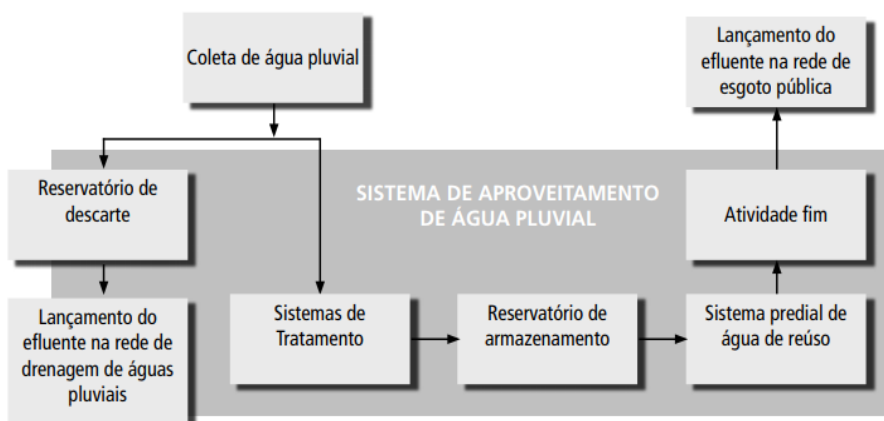 Coleta de água pluvial
Lançamento do
efluente na rede de
esgoto pública
SISTEMA DE APROVEITAMENTO
DE ÁGUA PLUVIAL
Reservatório de
descarte
Atividade fim
Lançamento do
efluente na rede de
drenagem de águas
pluviais
Sistemas de
Tratamento
Reservatório de
armazenamento
Sistema predial de
água de reúso